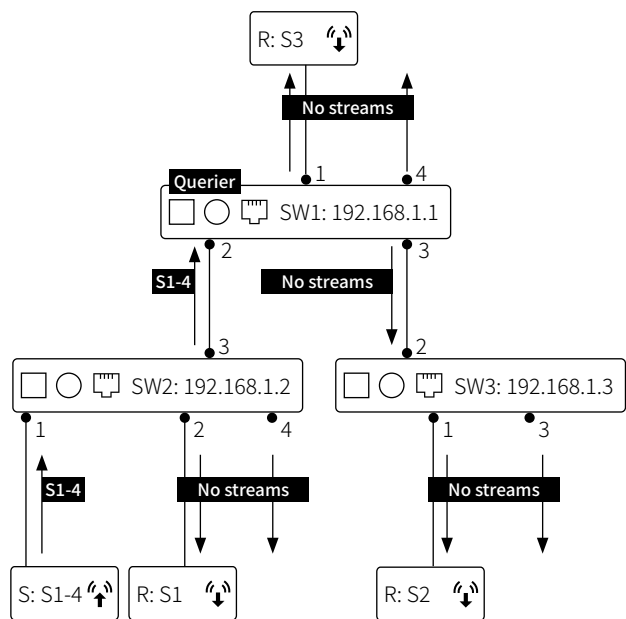 R: S3
No streams
Querier
1
4
SW1: 192.168.1.1
2
3
S1-4
No streams
3
2
SW2: 192.168.1.2
SW3: 192.168.1.3
1
2
4
1
3
S1-4
No streams
No streams
S: S1-4
R: S1
R: S2